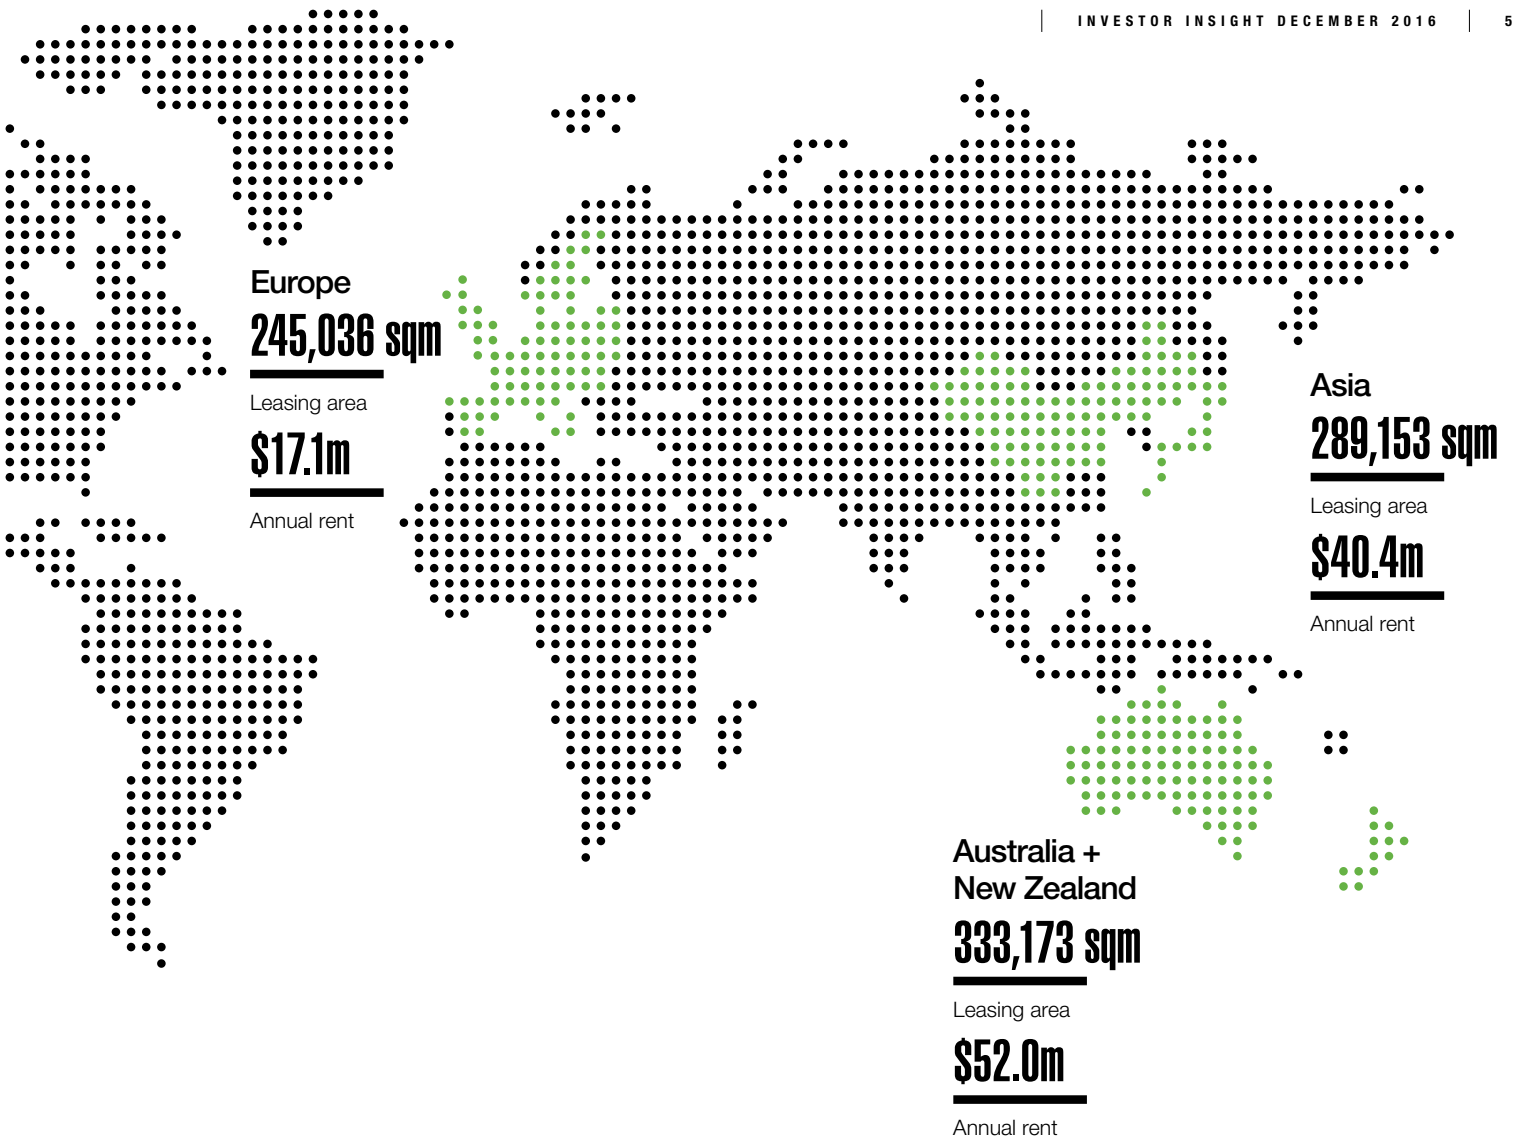 INVESTOR INSIGHT DECEMBER 2016 5
Europe
245,036 sqm
Leasing area
$17.1m
Annual rent
Asia
289,153 sqm
Leasing area
$40.4m
Annual rent
Australia +
New Zealand
333,173 sqm
Leasing area
$52.0m
Annual rent